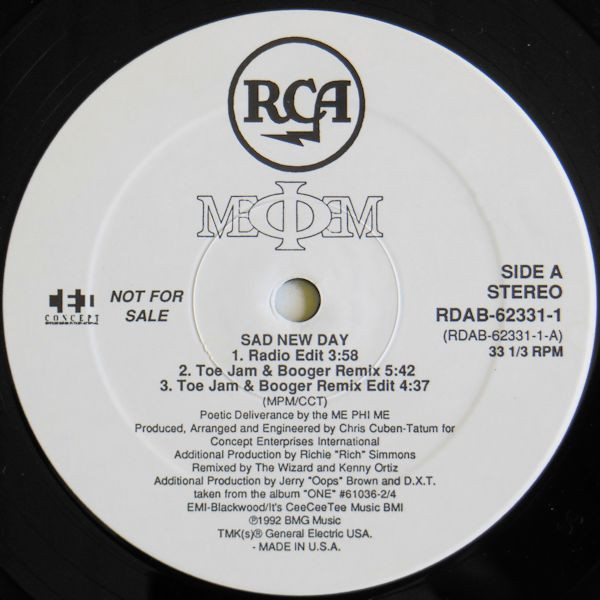 RCA
ME Φ EM
SIDE A
STEREO
RDAB-62331-1
(RDAB-62331-1-A)
33 1/3 RPM
CONCEPT
NOT FOR
SALE
SAD NEW DAY
1. Radio Edit 3:58
2. Toe Jam & Booger Remix 5:42
3. Toe Jam & Booger Remix Edit 4:37
(MPM/CCT)
Poetic Deliverance by the ME PHI ME
Produced, Arranged and Engineered by Chris Cuben-Tatum for
Concept Enterprises International
Additional Production by Richie "Rich" Simmons
Remixed by The Wizard and Kenny Ortiz
Additional Production by Jerry "Oops" Brown and D.X.T.
taken from the album "ONE" #61036-2/4
EMI-Blackwood/It's CeeCeeTee Music BMI
℗1992 BMG Music
TMK(s)® General Electric USA.
- MADE IN U.S.A.